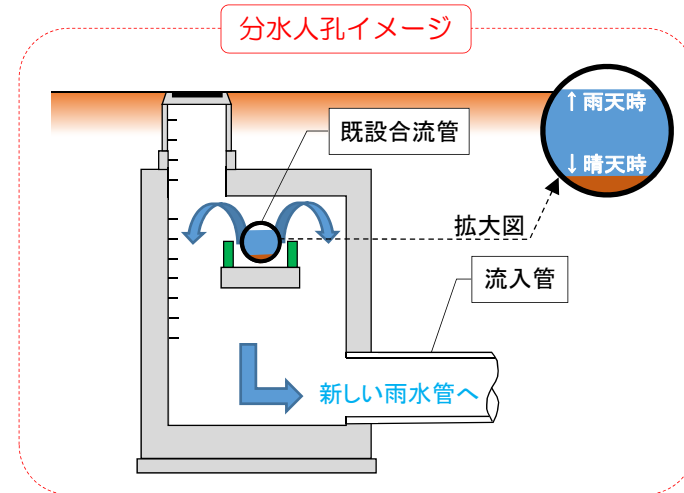 分水人孔イメージ
↑雨天時
既設合流管
↓晴天時
拡大図
流入管
新しい雨水管へ